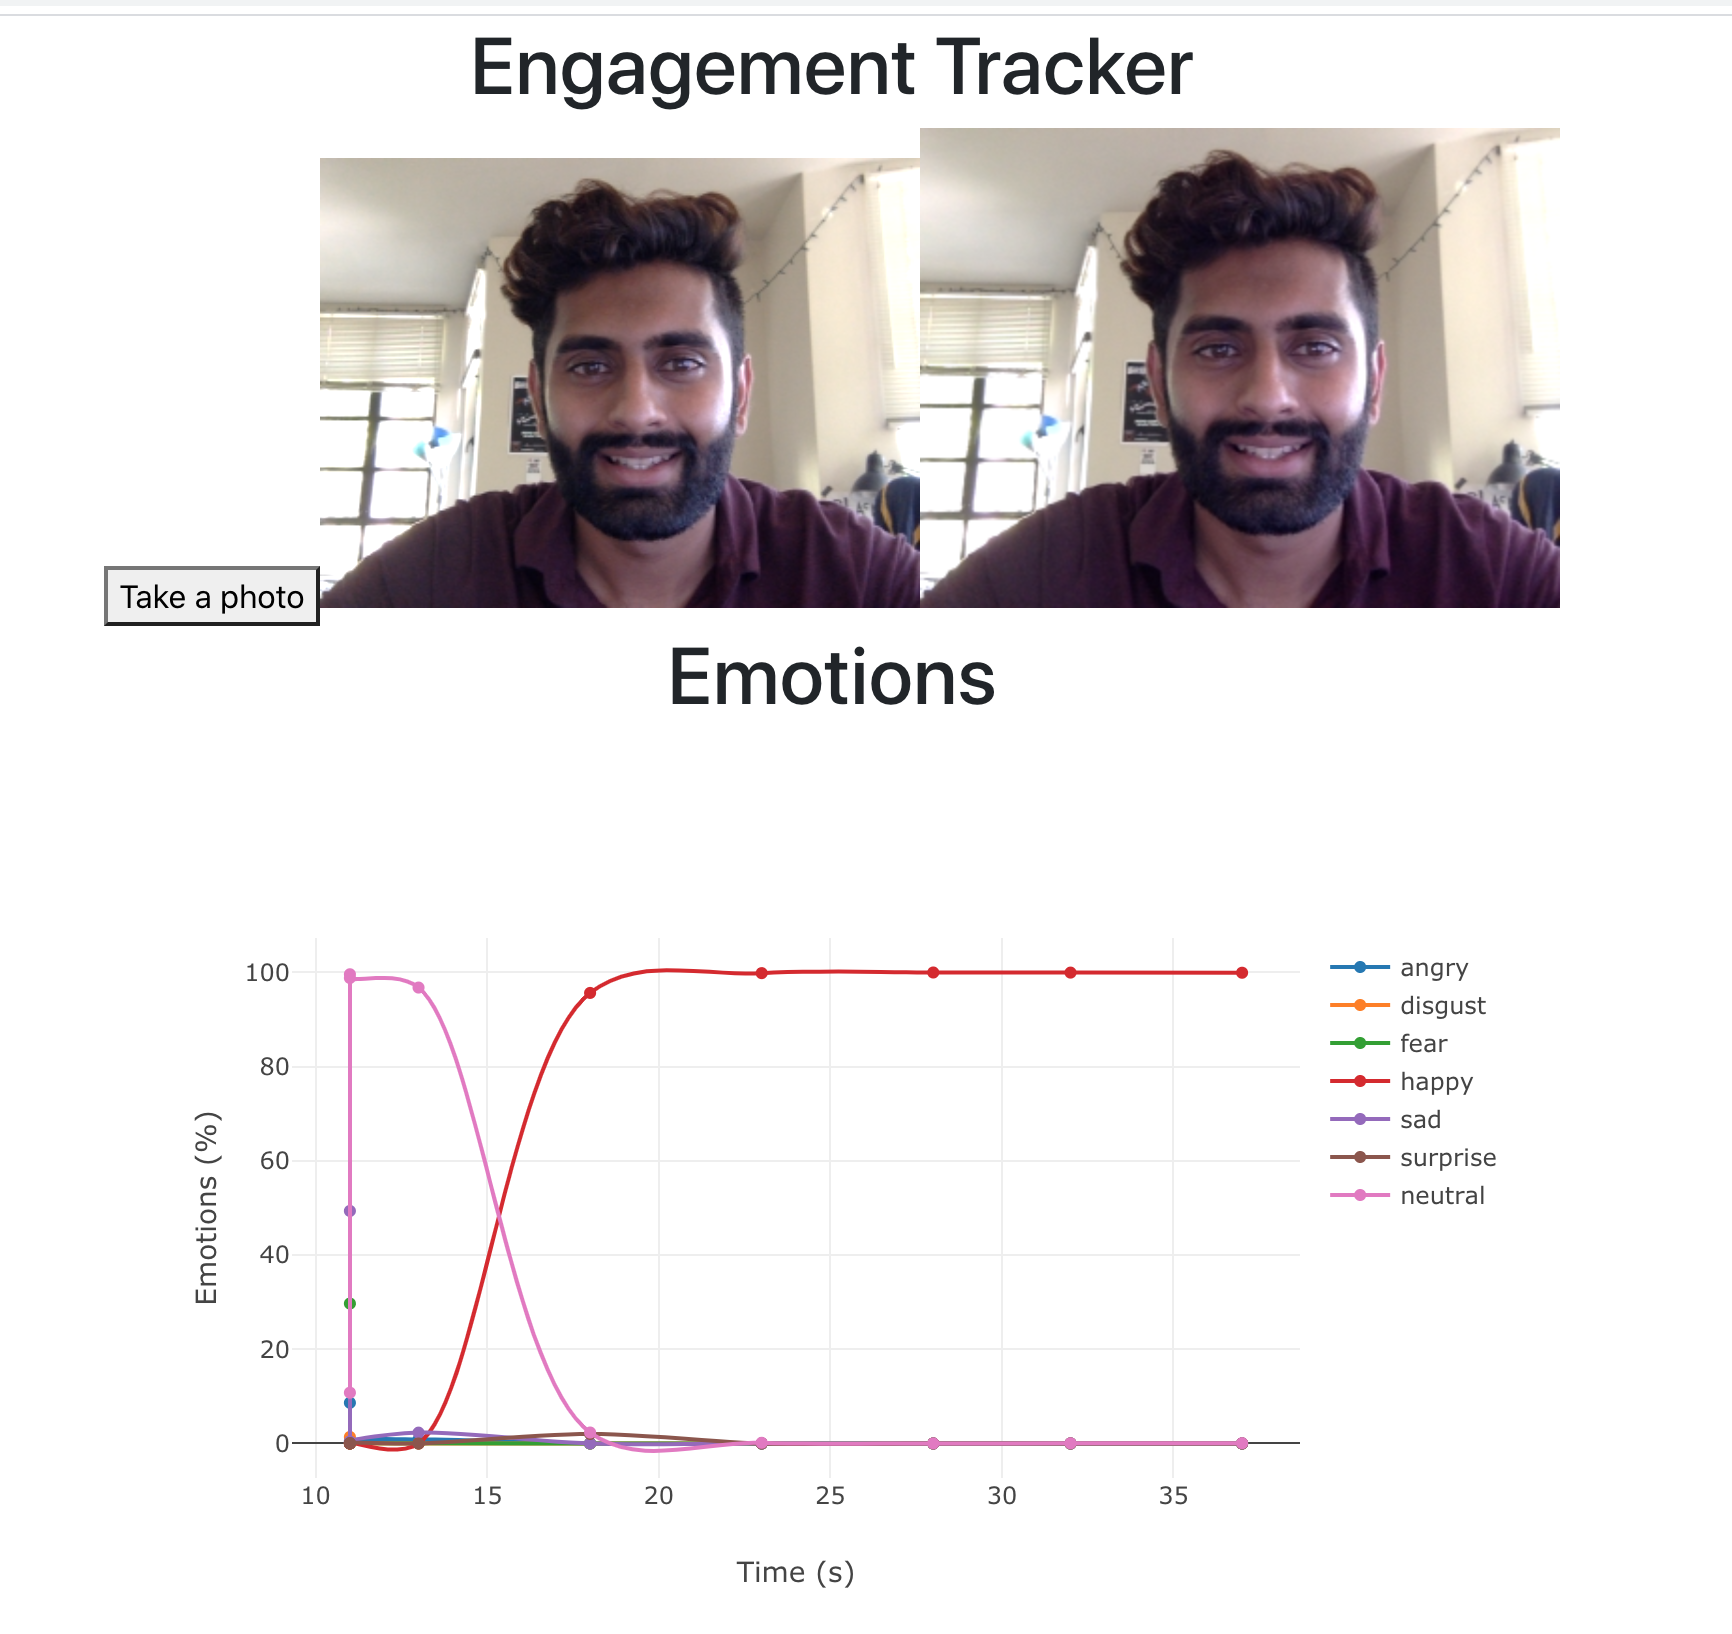 Engagement Tracker
Take a photo
Emotions
100
80
60
40
20
0
Emotions (%)
10 15 20 25 30 35
Time (s)
angry
disgust
fear
happy
sad
surprise
neutral